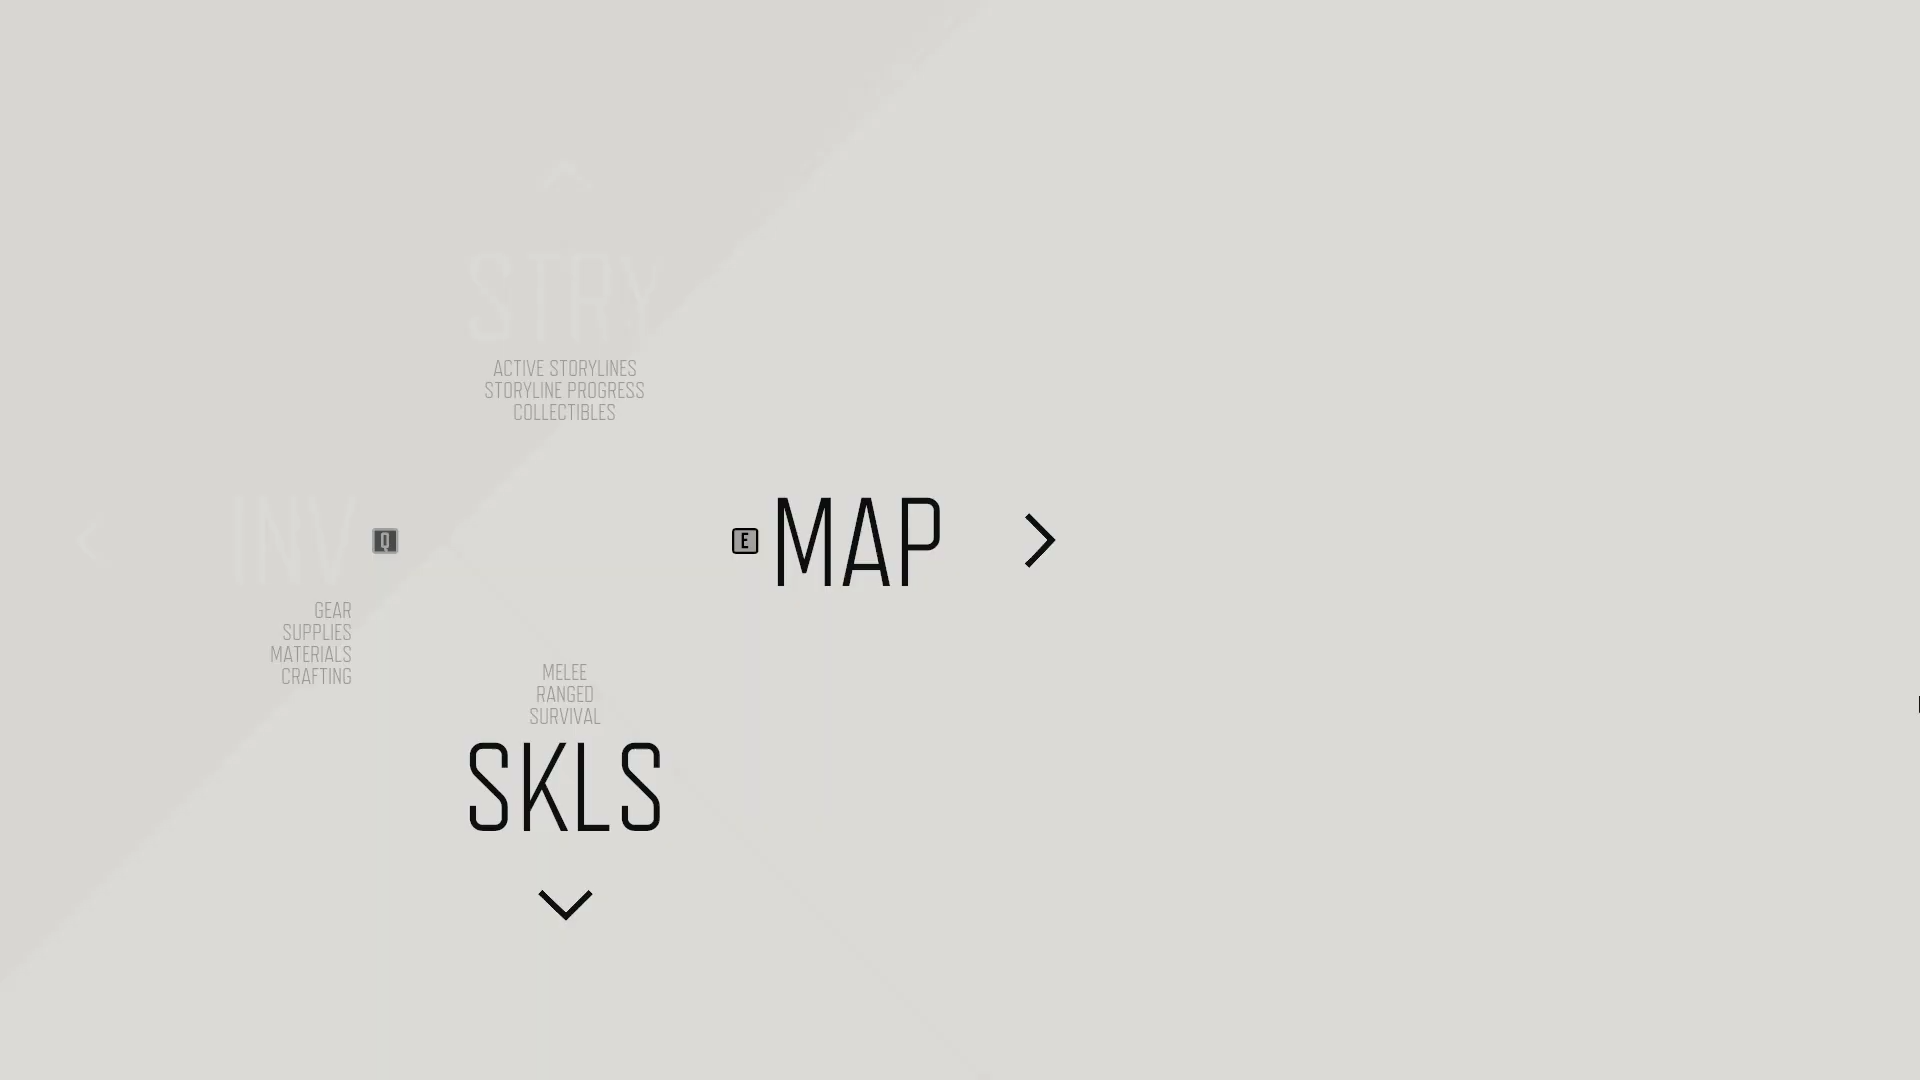 STRY
ACTIVE STORYLINES
STORYLINE PROGRESS
COLLECTIBLES
INV Q
GEAR
SUPPLIES
MATERIALS
CRAFTING
E MAP
MELEE
RANGED
SURVIVAL
SKLS